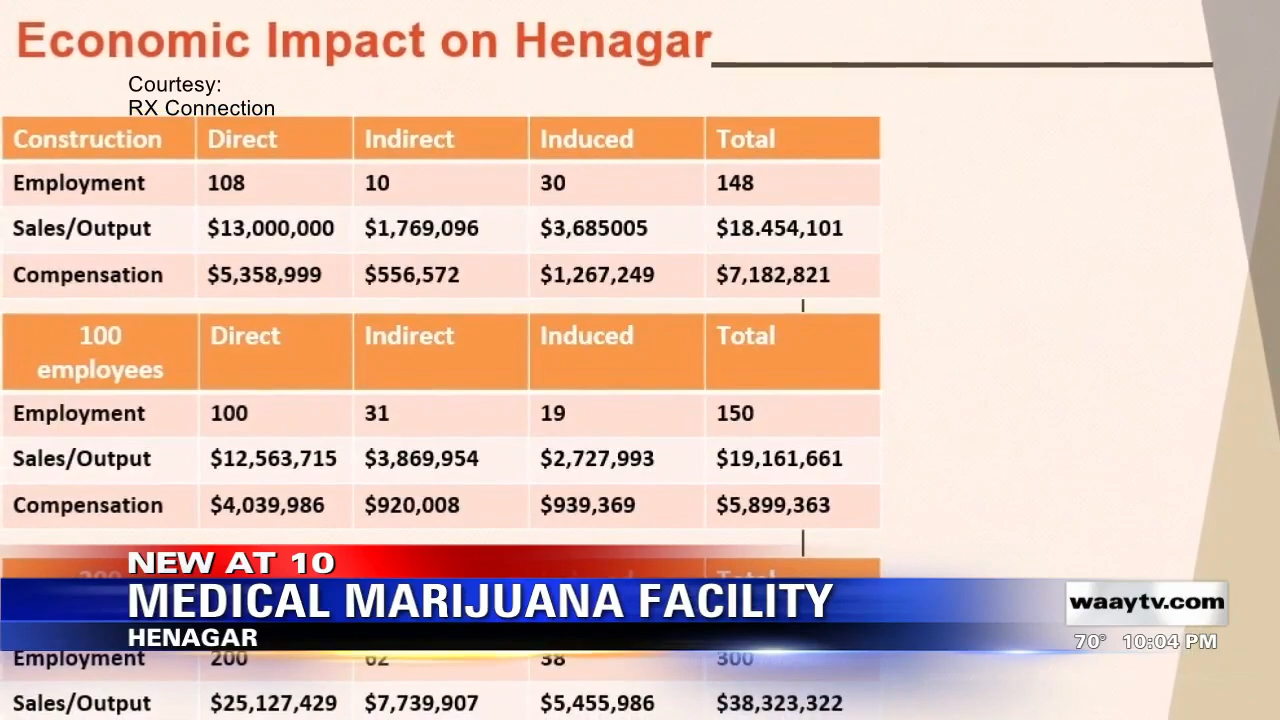 Economic Impact on Henagar
Courtesy:
RX Connection
Construction Direct Indirect Induced Total
Employment 108 10 30 148
Sales/Output $13,000,000 $1,769,096 $3,685005 $18.454,101
Compensation $5,358,999 $556,572 $1,267,249 $7,182,821
100 Direct Indirect Induced Total
employees
Employment 100 31 19 150
Sales/Output $12,563,715 $3,869,954 $2,727,993 $19,161,661
Compensation $4,039,986 $920,008 $939,369 $5,899,363
NEW AT 10
200 Induced Total
MEDICAL MARIJUANA FACILITY
waaytv.com
HENAGAR
70° 10:04 PM
Employment 200 62 38 300
Sales/Output $25,127,429 $7,739,907 $5,455,986 $38,323,322